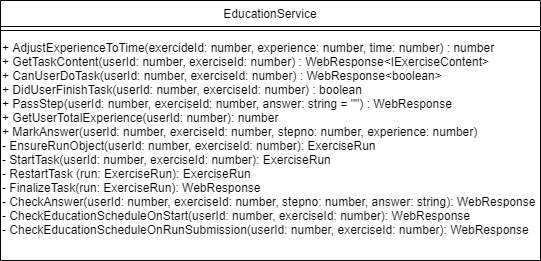 EducationService
+ AdjustExperienceToTime(exercideId: number, experience: number, time: number) : number
+ GetTaskContent(userId: number, exerciseId: number) : WebResponse<IExerciseContent>
+ CanUserDoTask(userId: number, exerciseId: number) : WebResponse<boolean>
+ DidUserFinishTask(userId: number, exerciseId: number) : boolean
+ PassStep(userId: number, exerciseId: number, answer: string = "") : WebResponse
+ GetUserTotalExperience(userId: number): number
+ MarkAnswer(userId: number, exerciseId: number, stepno: number, experience: number)
- EnsureRunObject(userId: number, exerciseId: number): ExerciseRun
- StartTask(userId: number, exerciseId: number): ExerciseRun
- RestartTask (run: ExerciseRun): ExerciseRun
- FinalizeTask(run: ExerciseRun): WebResponse
- CheckAnswer(userId: number, exerciseId: number, stepno: number, answer: string): WebResponse
- CheckEducationScheduleOnStart(userId: number, exerciseId: number): WebResponse
- CheckEducationScheduleOnRunSubmission(userId: number, exerciseId: number): WebResponse